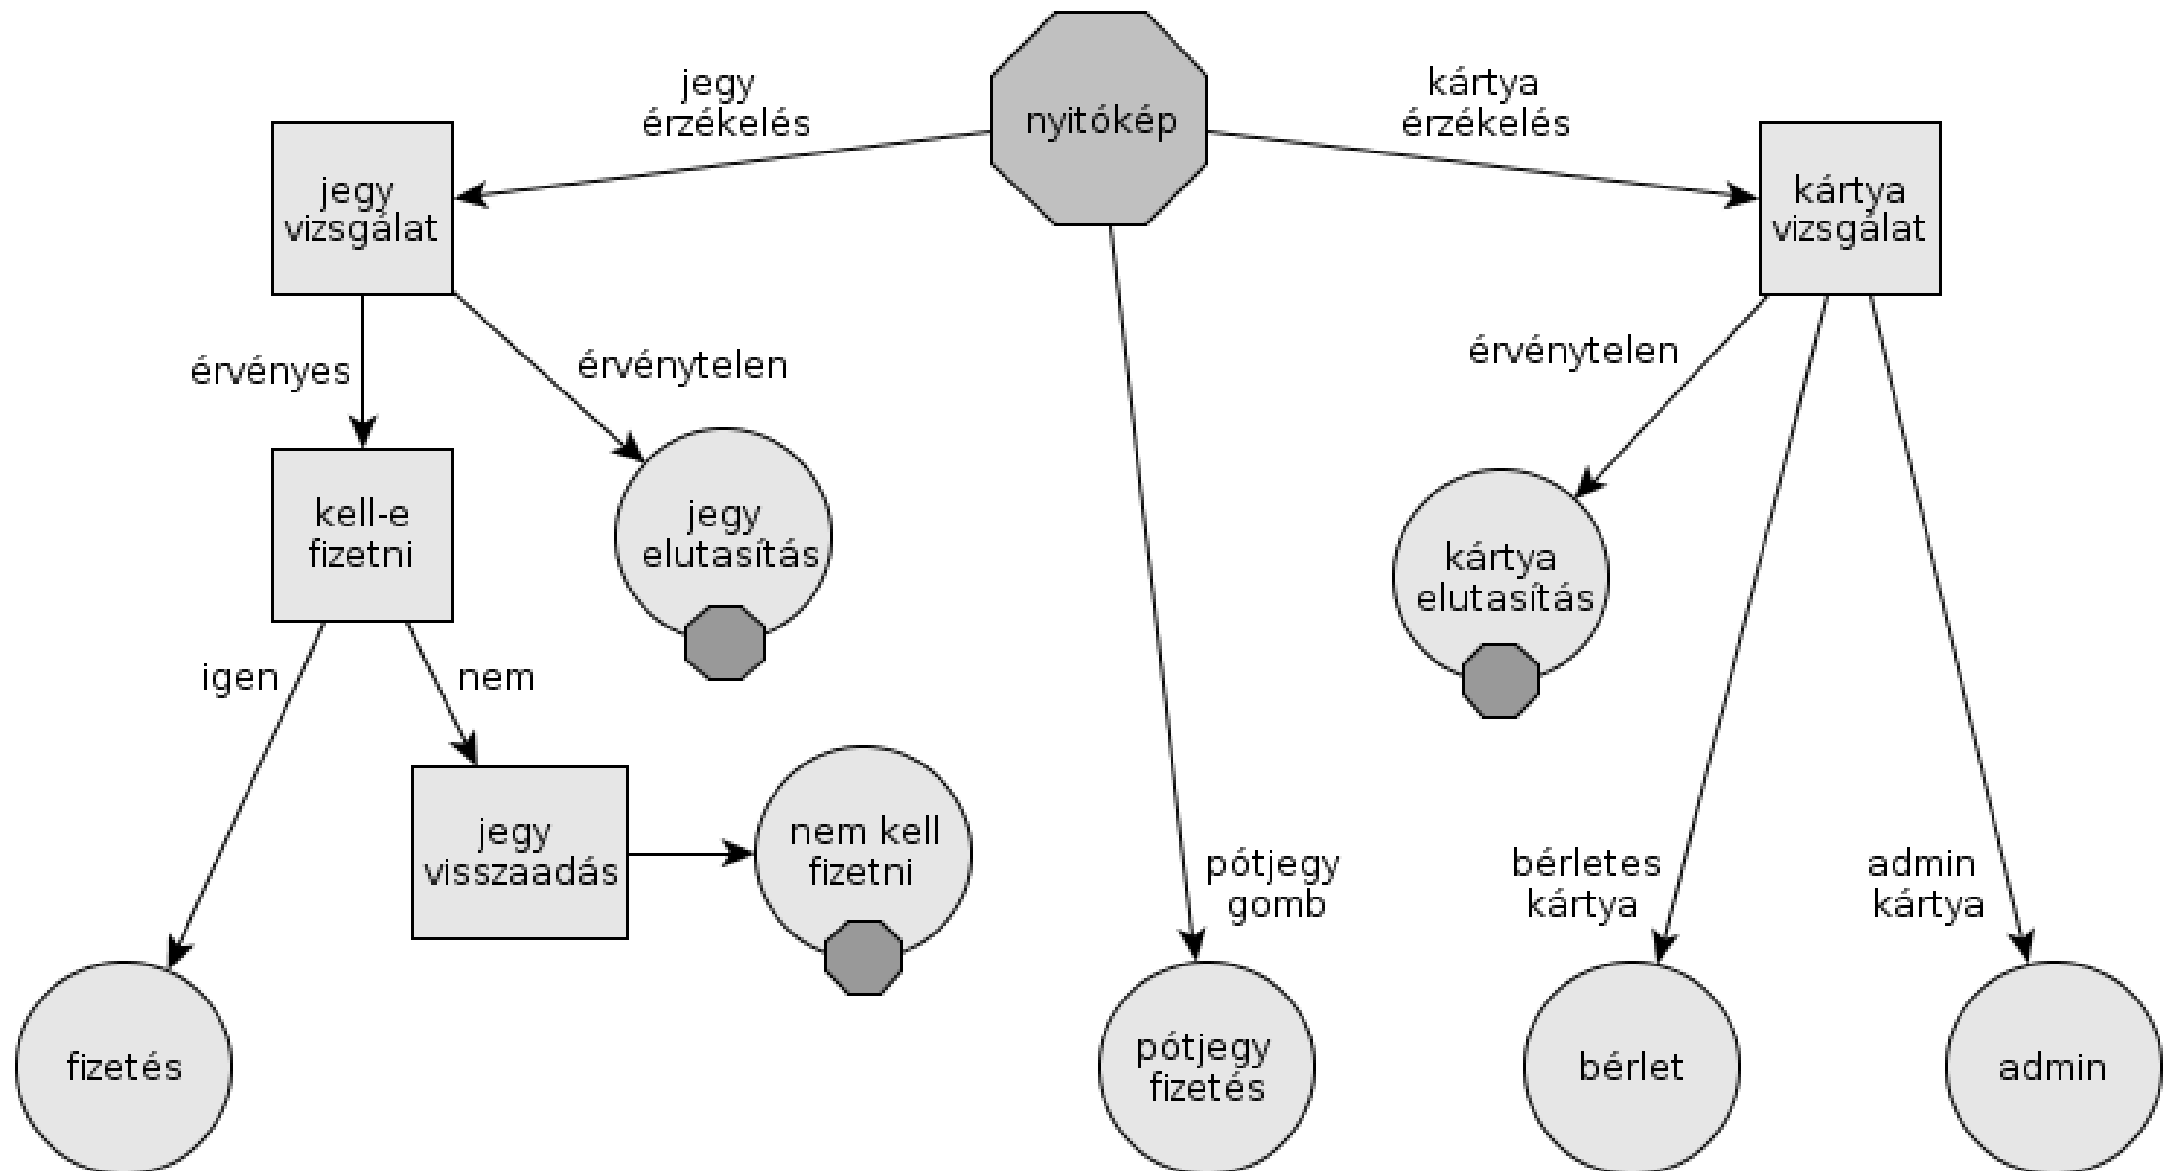 nyitókép
jegy
érzékelés
kártya
érzékelés
jegy
vizsgálat
kártya
vizsgálat
érvényes
érvénytelen
érvénytelen
kell-e
fizetni
jegy
elutasítás
kártya
elutasítás
igen
nem
jegy
visszaadás
nem kell
fizetni
pótjegy
gomb
bérletes
kártya
admin
kártya
fizetés
pótjegy
fizetés
bérlet
admin